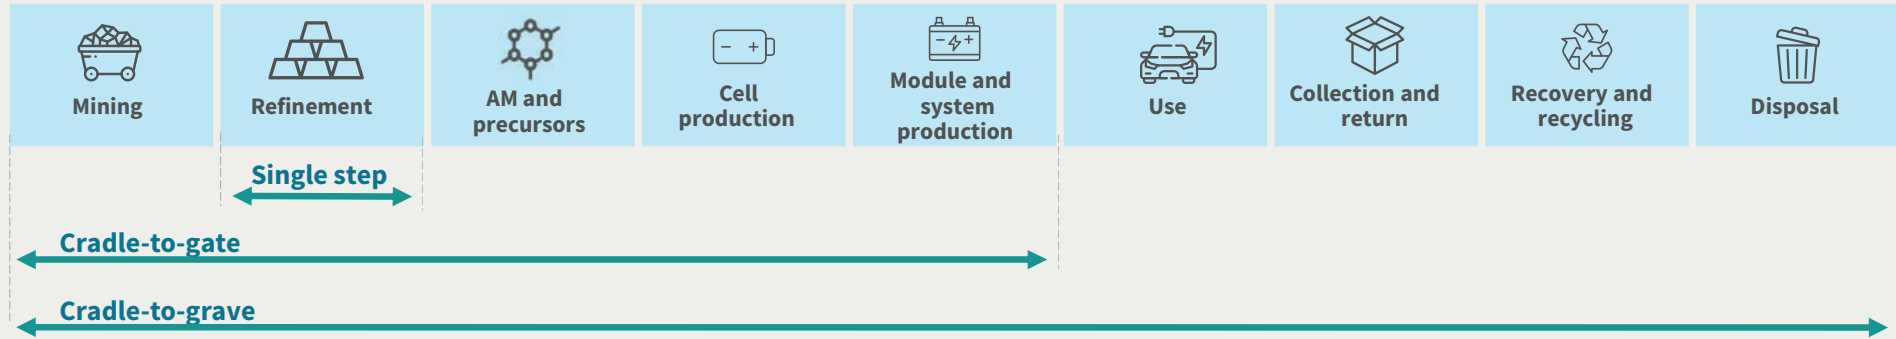 Mining
Refinement
AM and
precursors
Cell
production
Module and
system
production
Use
Collection and
return
Recovery and
recycling
Disposal
Single step
Cradle-to-gate
Cradle-to-grave